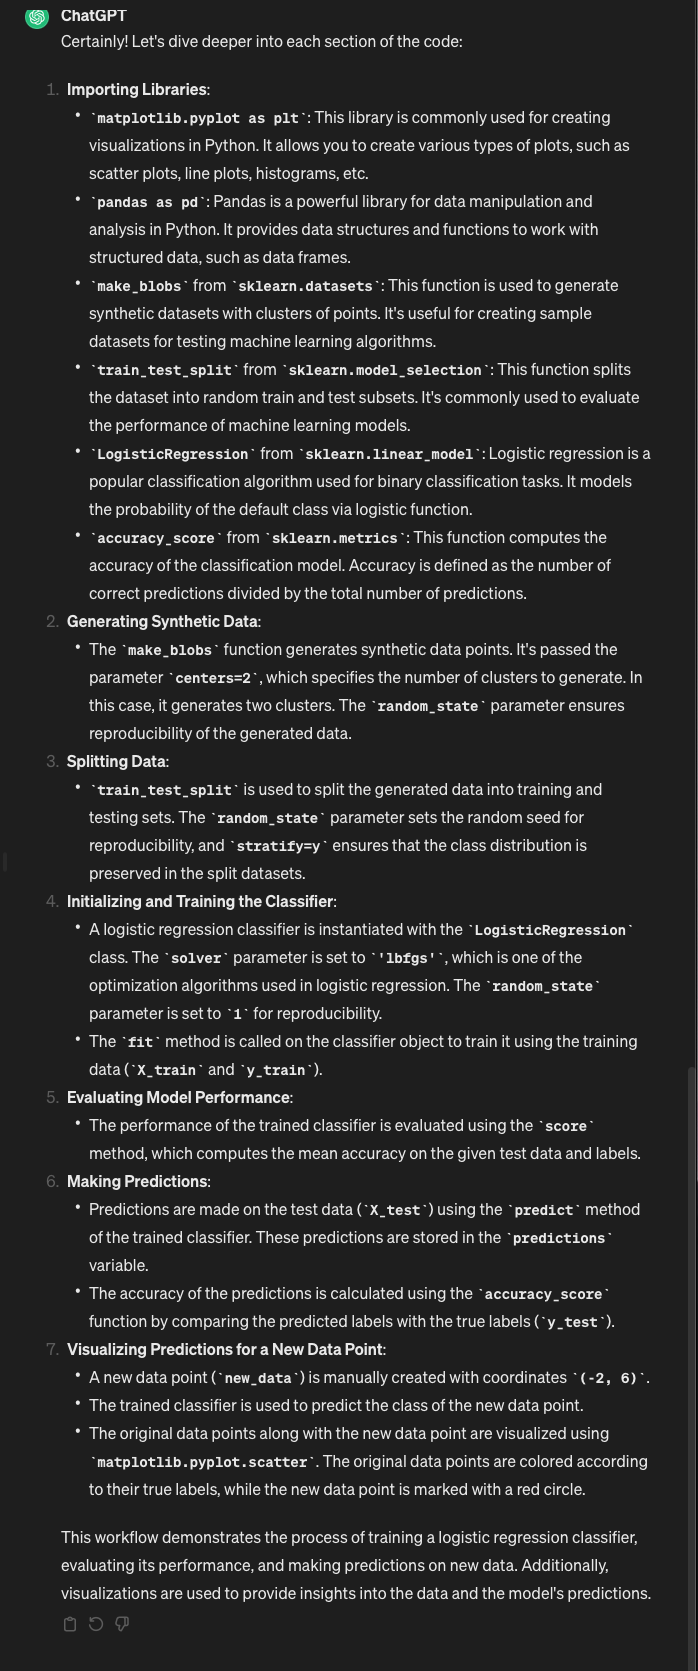 ChatGPT
Certainly! Let's dive deeper into each section of the code:
1. Importing Libraries:
• `matplotlib.pyplot as plt`: This library is commonly used for creating
visualizations in Python. It allows you to create various types of plots, such as
scatter plots, line plots, histograms, etc.
• `pandas as pd`: Pandas is a powerful library for data manipulation and
analysis in Python. It provides data structures and functions to work with
structured data, such as data frames.
• `make_blobs` from `sklearn.datasets`: This function is used to generate
synthetic datasets with clusters of points. It's useful for creating sample
datasets for testing machine learning algorithms.
• `train_test_split` from `sklearn.model_selection`: This function splits
the dataset into random train and test subsets. It's commonly used to evaluate
the performance of machine learning models.
• `LogisticRegression` from `sklearn.linear_model`: Logistic regression is a
popular classification algorithm used for binary classification tasks. It models
the probability of the default class via logistic function.
• `accuracy_score` from `sklearn.metrics`: This function computes the
accuracy of the classification model. Accuracy is defined as the number of
correct predictions divided by the total number of predictions.
2. Generating Synthetic Data:
• The `make_blobs` function generates synthetic data points. It's passed the
parameter `centers=2`, which specifies the number of clusters to generate. In
this case, it generates two clusters. The `random_state` parameter ensures
reproducibility of the generated data.
3. Splitting Data:
• `train_test_split` is used to split the generated data into training and
testing sets. The `random_state` parameter sets the random seed for
reproducibility, and `stratify=y` ensures that the class distribution is
preserved in the split datasets.
4. Initializing and Training the Classifier:
• A logistic regression classifier is instantiated with the `LogisticRegression`
class. The `solver` parameter is set to `'lbfgs'`, which is one of the
optimization algorithms used in logistic regression. The `random_state`
parameter is set to `1` for reproducibility.
• The `fit` method is called on the classifier object to train it using the training
data (`X_train` and `y_train`).
5. Evaluating Model Performance:
• The performance of the trained classifier is evaluated using the `score`
method, which computes the mean accuracy on the given test data and labels.
6. Making Predictions:
• Predictions are made on the test data (`X_test`) using the `predict` method
of the trained classifier. These predictions are stored in the `predictions`
variable.
• The accuracy of the predictions is calculated using the `accuracy_score`
function by comparing the predicted labels with the true labels (`y_test`).
7. Visualizing Predictions for a New Data Point:
• A new data point (`new_data`) is manually created with coordinates `(-2, 6)`.
• The trained classifier is used to predict the class of the new data point.
• The original data points along with the new data point are visualized using
`matplotlib.pyplot.scatter`. The original data points are colored according
to their true labels, while the new data point is marked with a red circle.
This workflow demonstrates the process of training a logistic regression classifier,
evaluating its performance, and making predictions on new data. Additionally,
visualizations are used to provide insights into the data and the model's predictions.